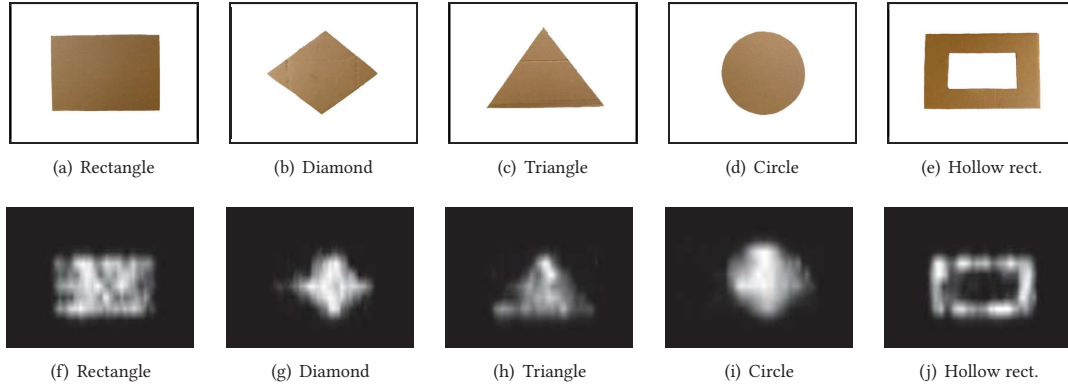 (a) Rectangle
(b) Diamond
(c) Triangle
(d) Circle
(e) Hollow rect.
(f) Rectangle
(g) Diamond
(h) Triangle
(i) Circle
(j) Hollow rect.